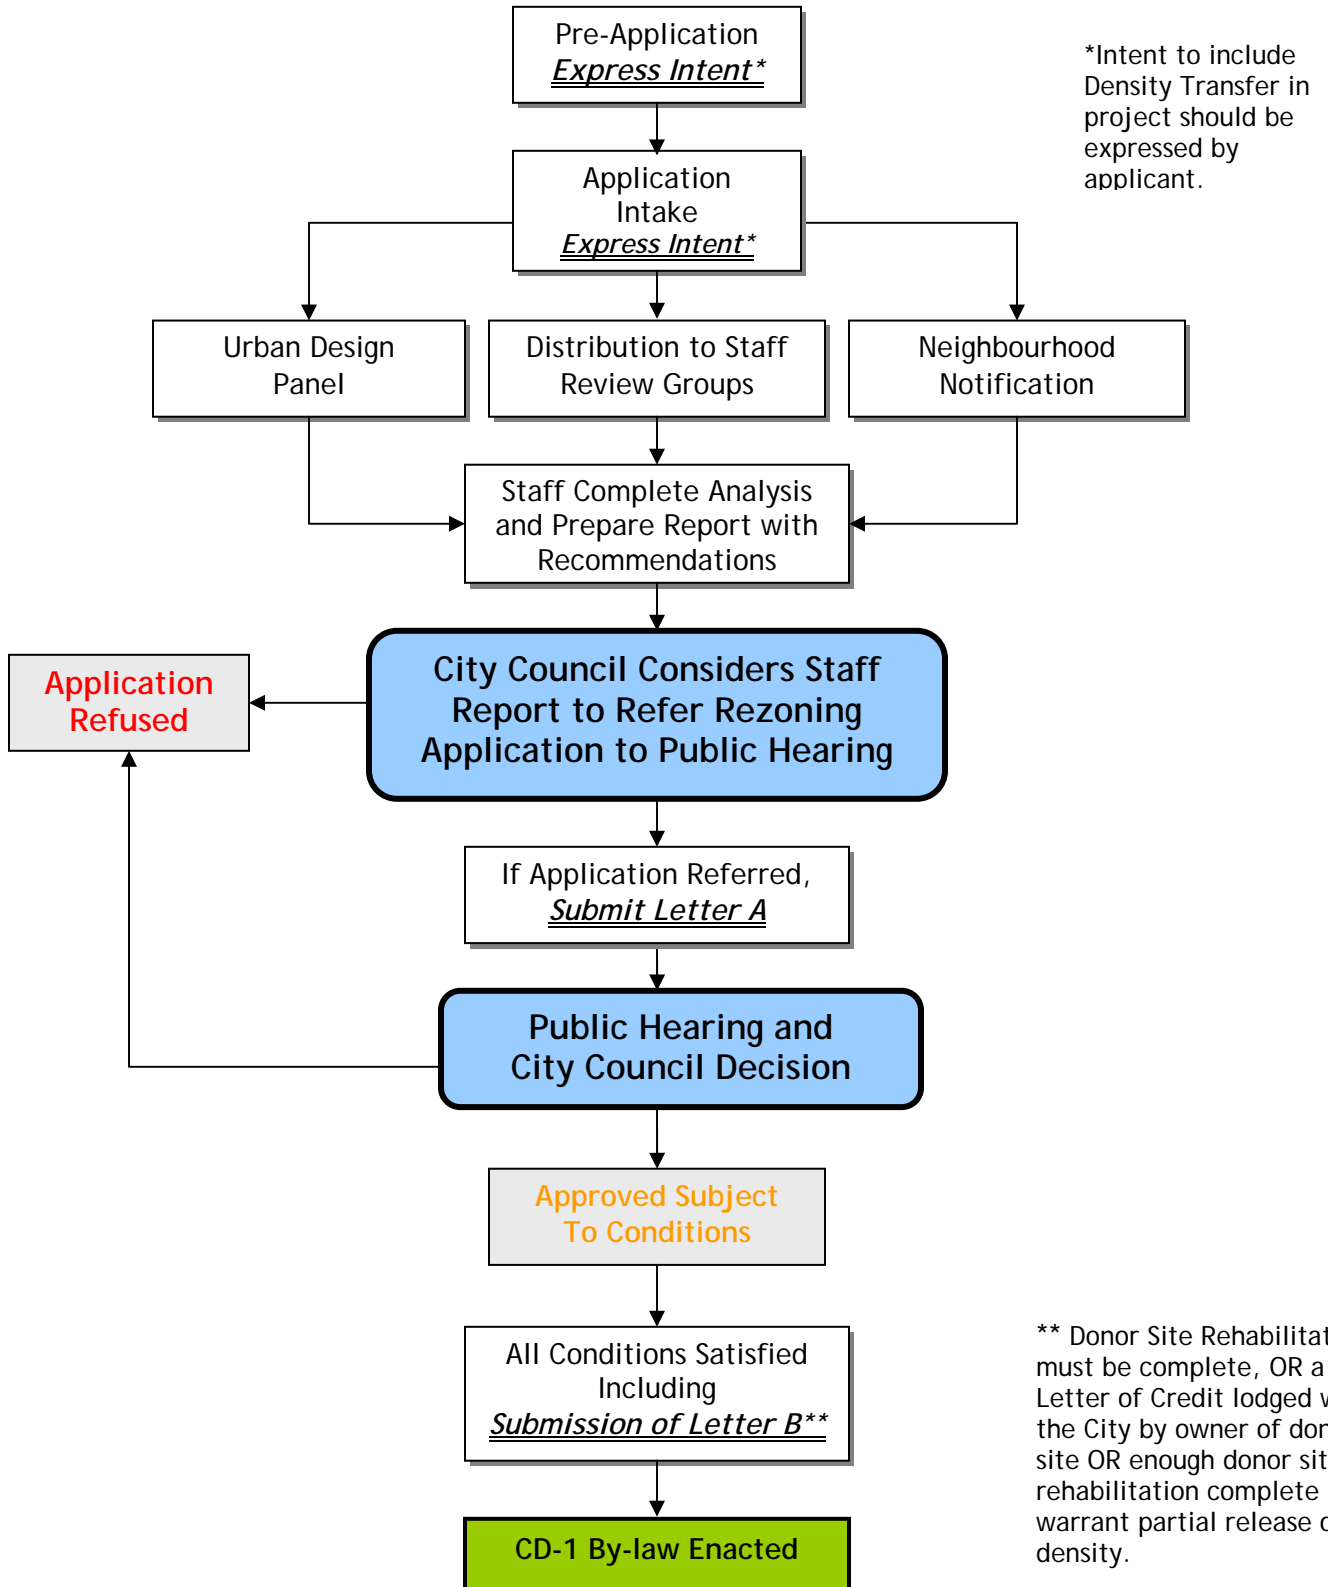 Pre-Application
Express Intent*
*Intent to include
Density Transfer in
project should be
expressed by
applicant.
Application
Intake
Express Intent*
Urban Design
Panel
Distribution to Staff
Review Groups
Neighbourhood
Notification
Staff Complete Analysis
and Prepare Report with
Recommendations
City Council Considers Staff
Report to Refer Rezoning
Application to Public Hearing
Application
Refused
If Application Referred,
Submit Letter A
Public Hearing and
City Council Decision
Approved Subject
To Conditions
All Conditions Satisfied
Including
Submission of Letter B**
** Donor Site
must be complete, OR a
Letter of Credit lodged
the City by owner of
site OR enough donor
rehabilitation complete
warrant partial release
density.
CD-1 By-law Enacted